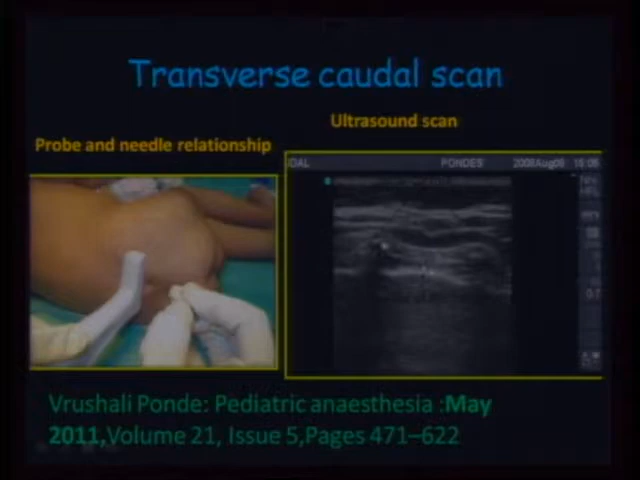 Transverse caudal scan
Ultrasound scan
Probe and needle relationship
PONDES 2008Aug08
Vrushali Ponde: Pediatric anaesthesia :May
2011,Volume 21, Issue 5,Pages 471–622